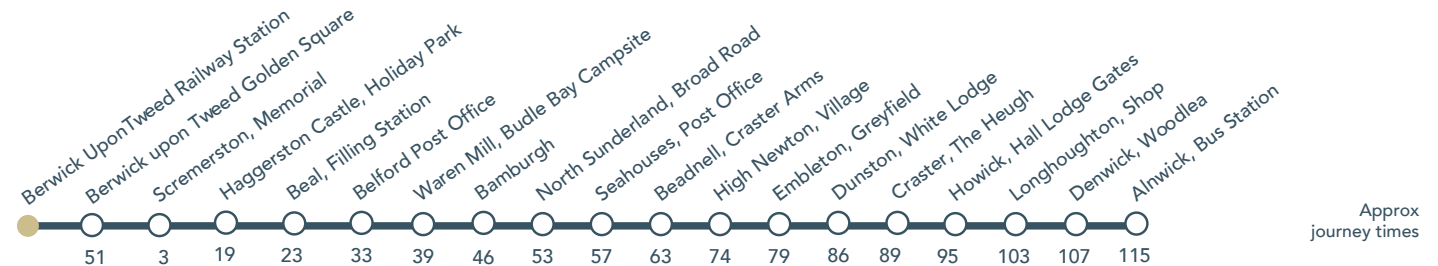 Berwick Upon Tweed Railway Station
Berwick upon Tweed Golden Square
Scremerston, Memorial
Haggerston Castle, Holiday Park
Beal, Filling Station
Belford Post Office
Waren Mill, Budle Bay Campsite
Bamburgh
North Sunderland, Broad Road
Seahouses, Post Office
Beadnell, Craster Arms
High Newton, Village
Embleton, Greyfield
Dunston, White Lodge
Craster, The Heugh
Howick, Hall Lodge Gates
Longhoughton, Shop
Denwick, Woodlea
Alnwick, Bus Station
Approx
journey times
51 3 19 23 33 39 46 53 57 63 74 79 86 89 95 103 107 115